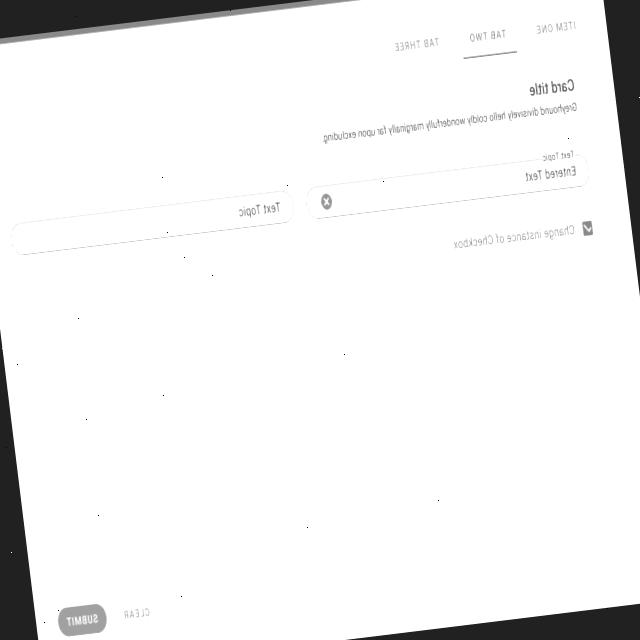 ITEM ONE TAB TWO TAB THREE
Card title
Greyhound divisively hello coldly wonderfully marginally far upon excluding
Text Topic
Entered Text
Text Topic
Change instance of Checkbox
CLEAR SUBMIT